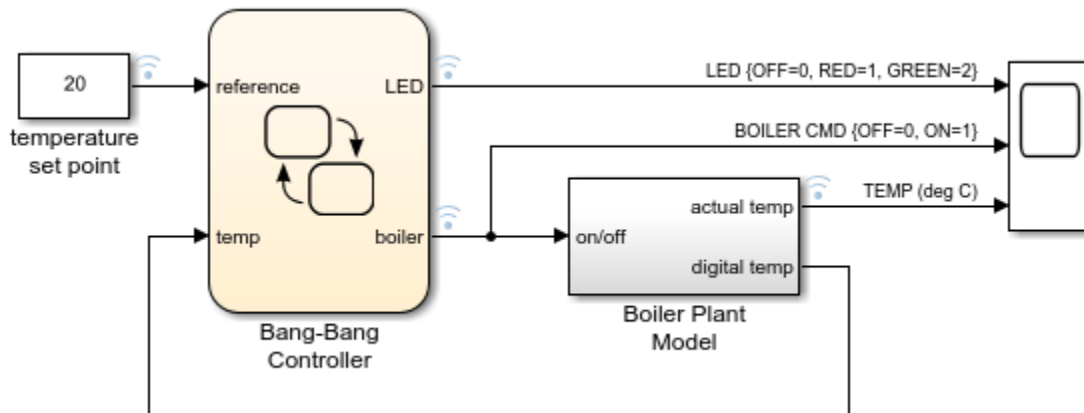 20
temperature
set point
reference
LED
temp
boiler
Bang-Bang
Controller
LED {OFF=0, RED=1, GREEN=2}
BOILER CMD {OFF=0, ON=1}
TEMP (deg C)
on/off
actual temp
digital temp
Boiler Plant
Model